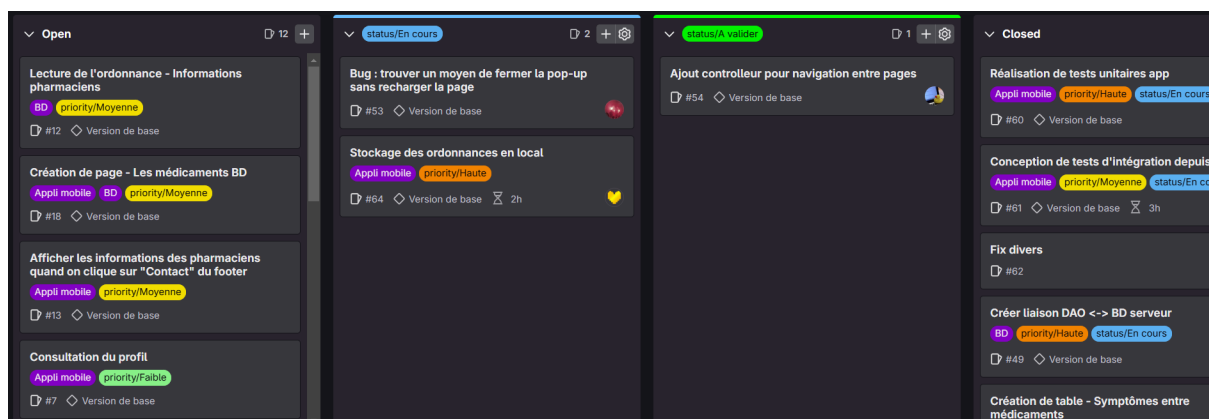 Open 12
Lecture de l'ordonnance - Informations
pharmaciens
BD priority/Moyenne
#12 Version de base
Création de page - Les médicaments BD
Appli mobile BD priority/Moyenne
#18 Version de base
Afficher les informations des pharmaciens
quand on clique sur "Contact" du footer
Appli mobile priority/Moyenne
#13 Version de base
Consultation du profil
Appli mobile priority/Faible
#7 Version de base
status/En cours 2
Bug : trouver un moyen de fermer la pop-up
sans recharger la page
#53 Version de base
Stockage des ordonnances en local
Appli mobile priority/Haute
#64 Version de base 2h
status/A valider 1
Ajout controlleur pour navigation entre pages
#54 Version de base
Closed
Réalisation de tests unitaires app
Appli mobile priority/Haute status/En cours
#60 Version de base
Conception de tests d'intégration depuis
Appli mobile priority/Moyenne status/En co
#61 Version de base 3h
Fix divers
#62
Créer liaison DAO <-> BD serveur
BD priority/Haute status/En cours
#49 Version de base
Création de table - Symptômes entre
médicaments